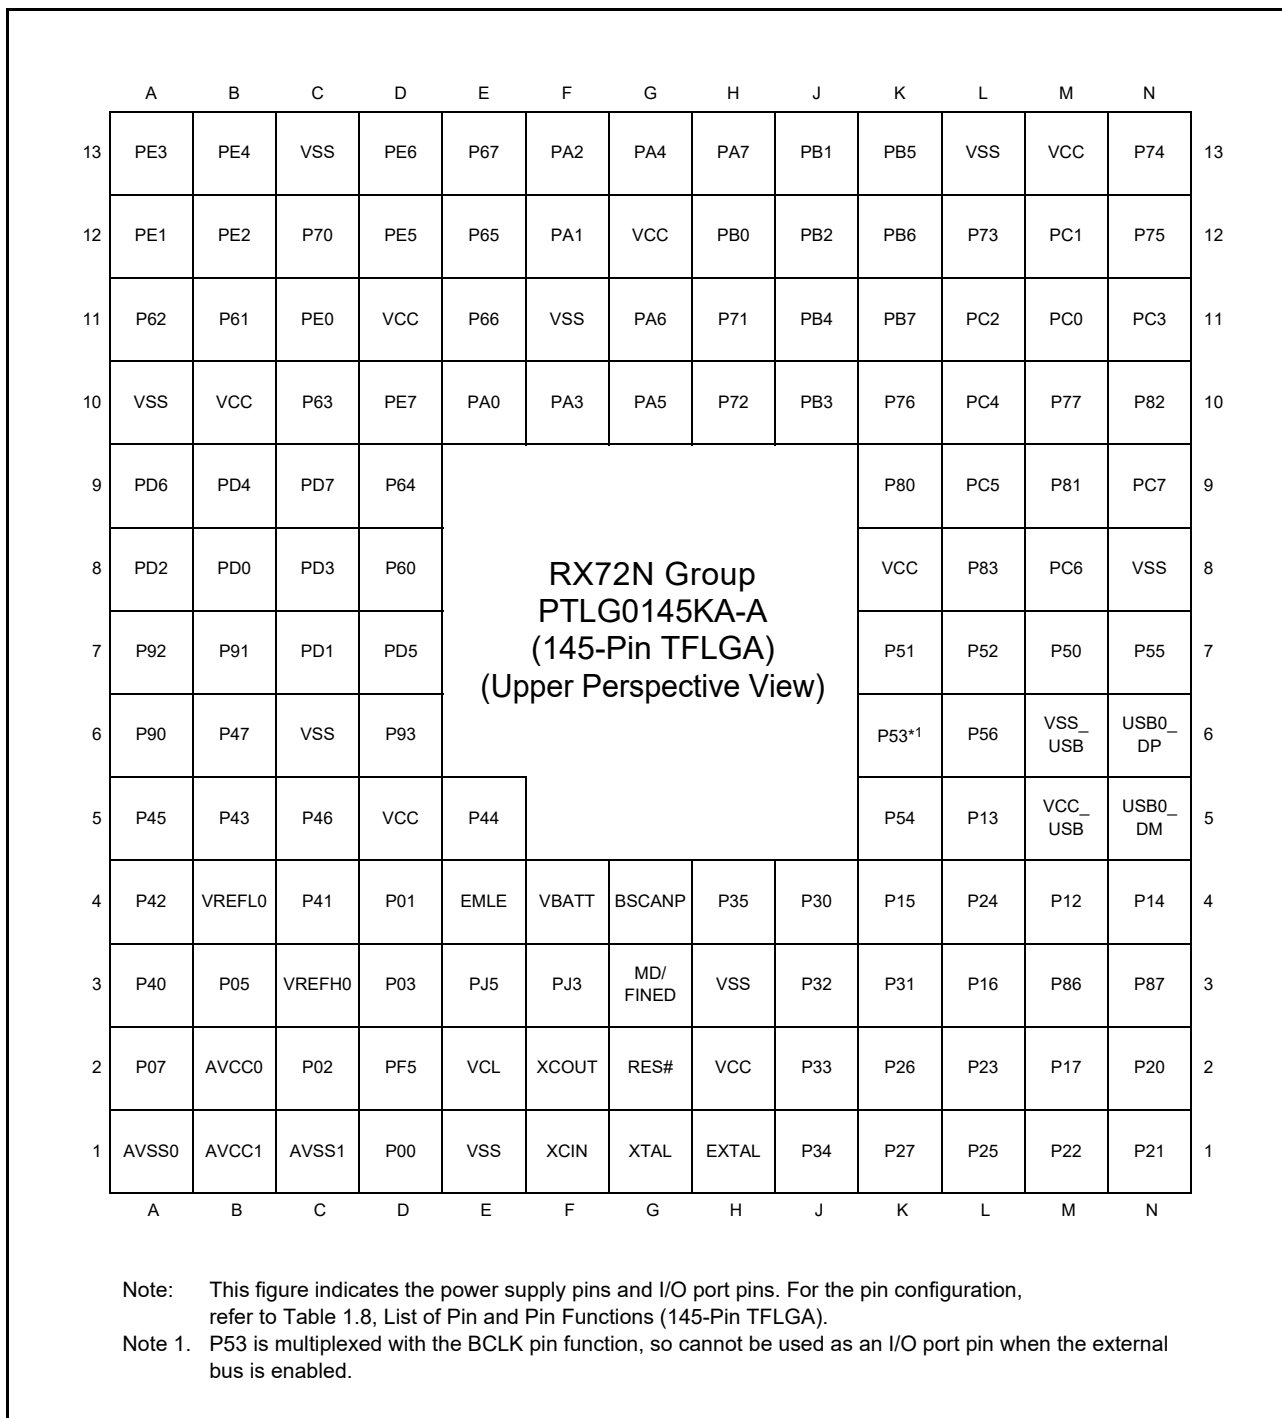 A B C D E F G H J K L M N
13 PE3 PE4 VSS PE6 P67 PA2 PA4 PA7 PB1 PB5 VSS VCC P74 13
12 PE1 PE2 P70 PE5 P65 PA1 VCC PB0 PB2 PB6 P73 PC1 P75 12
11 P62 P61 PE0 VCC P66 VSS PA6 P71 PB4 PB7 PC2 PC0 PC3 11
10 VSS VCC P63 PE7 PA0 PA3 PA5 P72 PB3 P76 PC4 P77 P82 10
9 PD6 PD4 PD7 P64 P80 PC5 P81 PC7 9
8 PD2 PD0 PD3 P60 VCC P83 PC6 VSS 8
7 P92 P91 PD1 PD5 P51 P52 P50 P55 7
6 P90 P47 VSS P93 P53*1 P56 VSS_USB USB0_DP 6
5 P45 P43 P46 VCC P44 P54 P13 VCC_USB USB0_DM 5
RX72N Group
PTLG0145KA-A
(145-Pin TFLGA)
(Upper Perspective View)
4 P42 VREFL0 P41 P01 EMLE VBATT BSCANP P35 P30 P15 P24 P12 P14 4
3 P40 P05 VREFH0 P03 PJ5 PJ3 MD/FINED VSS P32 P31 P16 P86 P87 3
2 P07 AVCC0 P02 PF5 VCL XCOUT RES# VCC P33 P26 P23 P17 P20 2
1 AVSS0 AVCC1 AVSS1 P00 VSS XCIN XTAL EXTAL P34 P27 P25 P22 P21 1
A B C D E F G H J K L M N
Note: This figure indicates the power supply pins and I/O port pins. For the pin configuration,
refer to Table 1.8, List of Pin and Pin Functions (145-Pin TFLGA).
Note 1. P53 is multiplexed with the BCLK pin function, so cannot be used as an I/O port pin when the external
bus is enabled.